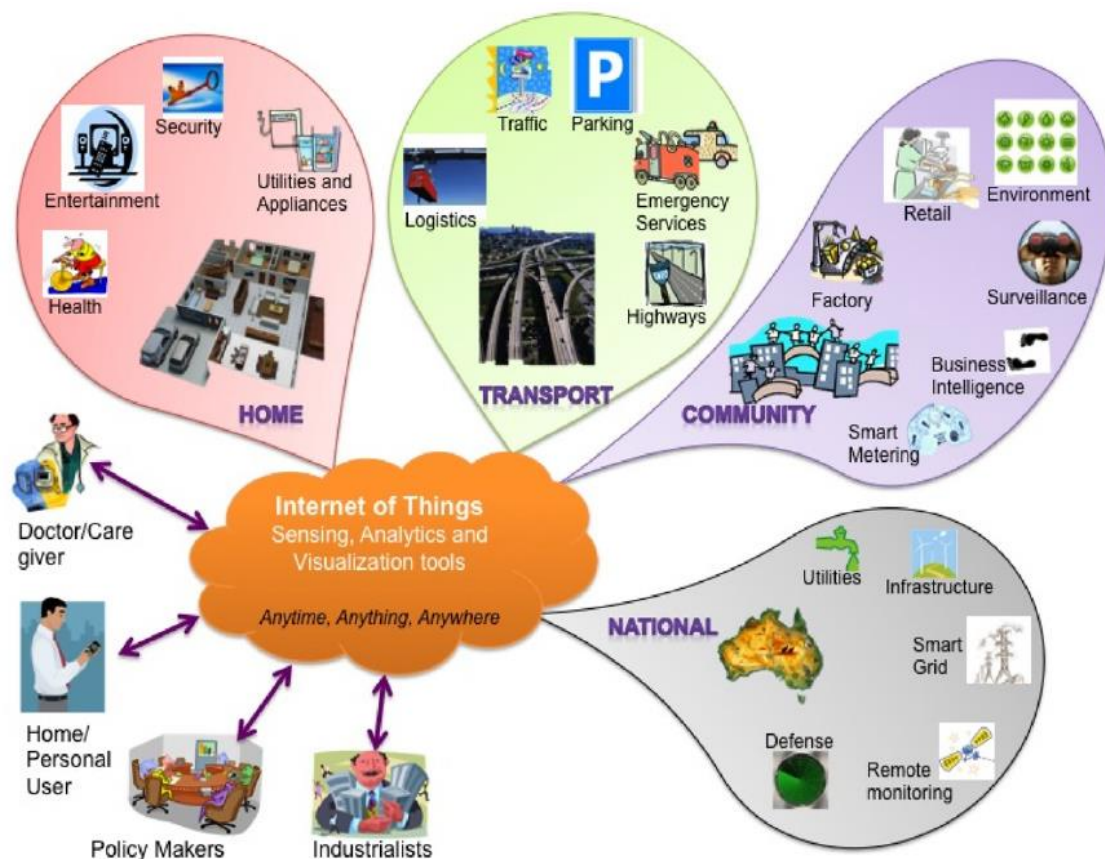 Security
Entertainment
Utilities and
Appliances
Health
HOME
Traffic
P
Parking
Logistics
Emergency
Services
Highways
TRANSPORT
Retail
Environment
Factory
Surveillance
Business
Intelligence
COMMUNITY
Smart
Metering
Internet of Things
Sensing, Analytics and
Visualization tools
Anytime, Anything, Anywhere
Doctor/Care
giver
Home/
Personal
User
Policy Makers
Industrialists
NATIONAL
Utilities
Infrastructure
Smart
Grid
Defense
Remote
monitoring